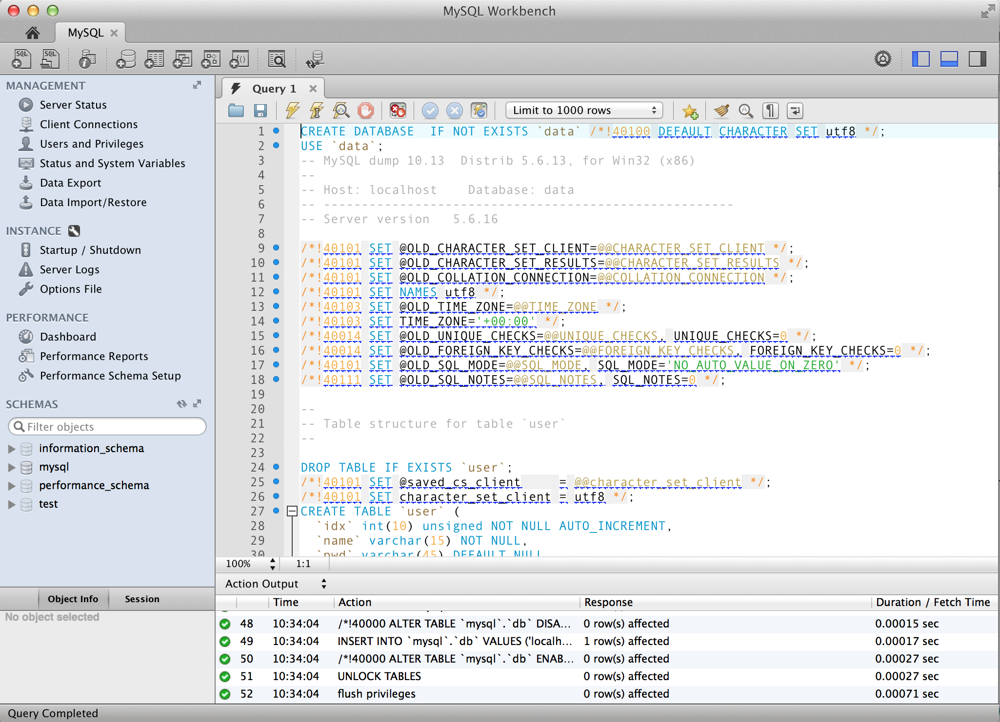 MySQL Workbench
MySQL
MANAGEMENT
Server Status
Client Connections
Users and Privileges
Status and System Variables
Data Export
Data Import/Restore
INSTANCE
Startup / Shutdown
Server Logs
Options File
PERFORMANCE
Dashboard
Performance Reports
Performance Schema Setup
SCHEMAS
Filter objects
information_schema
mysql
performance_schema
test
Object Info Session
No object selected
Query 1
Limit to 1000 rows
1 CREATE DATABASE  IF NOT EXISTS `data` /*!40100 DEFAULT CHARACTER SET utf8 */;
2 USE `data`;
3 -- MySQL dump 10.13  Distrib 5.6.13, for Win32 (x86)
4 --
5 -- Host: localhost    Database: data
6 -- ------------------------------------------------------
7 -- Server version   5.6.16
8
9 /*!40101 SET @OLD_CHARACTER_SET_CLIENT=@@CHARACTER_SET_CLIENT */;
10 /*!40101 SET @OLD_CHARACTER_SET_RESULTS=@@CHARACTER_SET_RESULTS */;
11 /*!40101 SET @OLD_COLLATION_CONNECTION=@@COLLATION_CONNECTION */;
12 /*!40101 SET NAMES utf8 */;
13 /*!40103 SET @OLD_TIME_ZONE=@@TIME_ZONE */;
14 /*!40103 SET TIME_ZONE='+00:00' */;
15 /*!40014 SET @OLD_UNIQUE_CHECKS=@@UNIQUE_CHECKS, UNIQUE_CHECKS=0 */;
16 /*!40014 SET @OLD_FOREIGN_KEY_CHECKS=@@FOREIGN_KEY_CHECKS, FOREIGN_KEY_CHECKS=0 */;
17 /*!40101 SET @OLD_SQL_MODE=@@SQL_MODE, SQL_MODE='NO_AUTO_VALUE_ON_ZERO' */;
18 /*!40111 SET @OLD_SQL_NOTES=@@SQL_NOTES, SQL_NOTES=0 */;
19
20 --
21 -- Table structure for table `user`
22 --
23
24 DROP TABLE IF EXISTS `user`;
25 /*!40101 SET @saved_cs_client     = @@character_set_client */;
26 /*!40101 SET character_set_client = utf8 */;
27 CREATE TABLE `user` (
28 `idx` int(10) unsigned NOT NULL AUTO_INCREMENT,
29 `name` varchar(15) NOT NULL,
30 `pwd` varchar(45) DEFAULT NULL
100% 1:1
Action Output
Time Action Response Duration / Fetch Time
48 10:34:04 /*!40000 ALTER TABLE `mysql`.`db` DISA... 0 row(s) affected 0.00015 sec
49 10:34:04 INSERT INTO `mysql`.`db` VALUES ('localh... 1 row(s) affected 0.00017 sec
50 10:34:04 /*!40000 ALTER TABLE `mysql`.`db` ENAB... 0 row(s) affected 0.00027 sec
51 10:34:04 UNLOCK TABLES 0 row(s) affected 0.00027 sec
52 10:34:04 flush privileges 0 row(s) affected 0.00071 sec
Query Completed